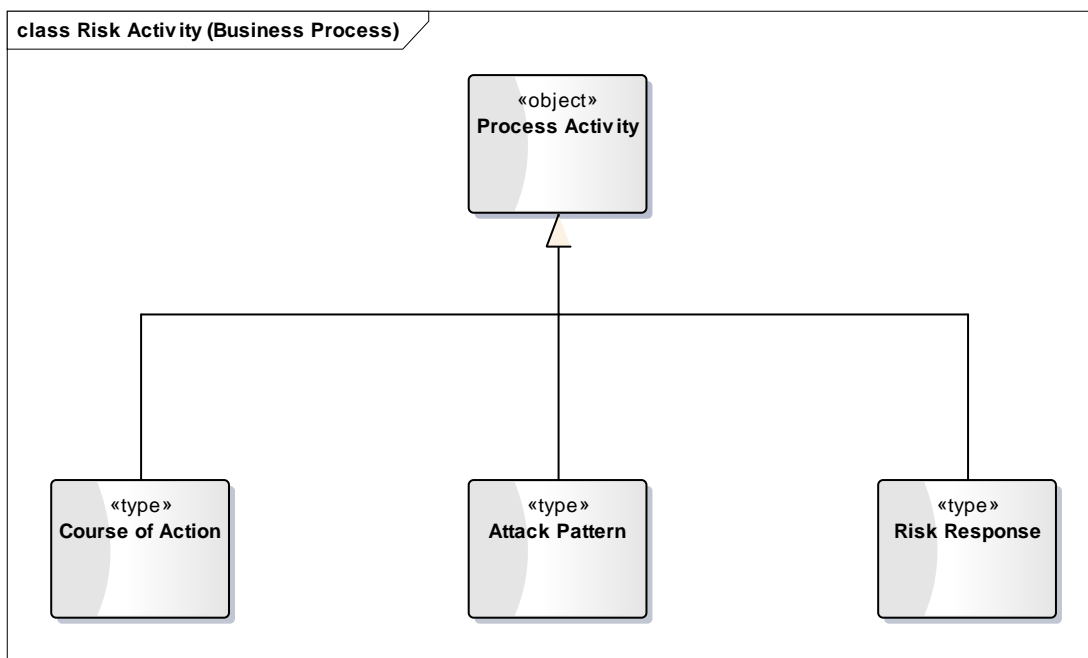 class Risk Activity (Business Process)
«object»
Process Activity
«type»
Course of Action
«type»
Attack Pattern
«type»
Risk Response